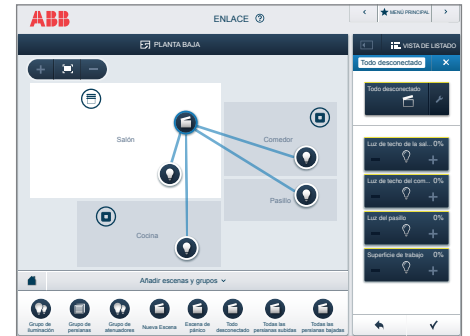 ABB
ENLACE ?
< ★ MENÚ PRINCIPAL >
PLANTA BAJA
VISTA DE LISTADO
Todo desconectado ×
Todo desconectado
Salón
Comedor
Pasillo
Cocina
Luz de techo de la sal... 0%
− +
Luz de techo del com... 0%
− +
Luz del pasillo 0%
− +
Superficie de trabajo 0%
− +
Añadir escenas y grupos
Grupo de
iluminación
Grupo de
persianas
Grupo de
atenuadores
Nueva Escena
Escena de
pánico
Todo
desconectado
Todas las
persianas subidas
Todas las
persianas bajadas